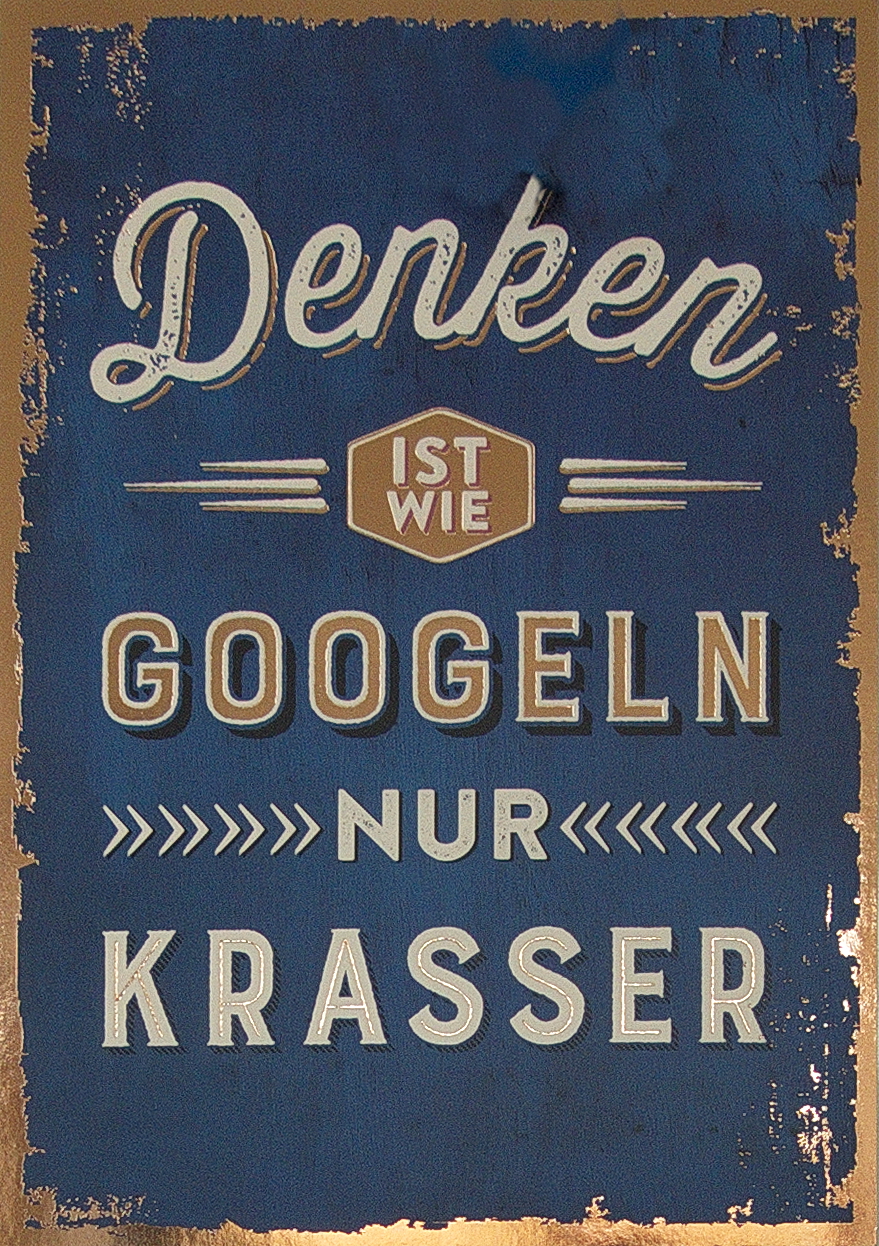 Denken
IST
WIE
GOOGELN
NUR
KRASSER